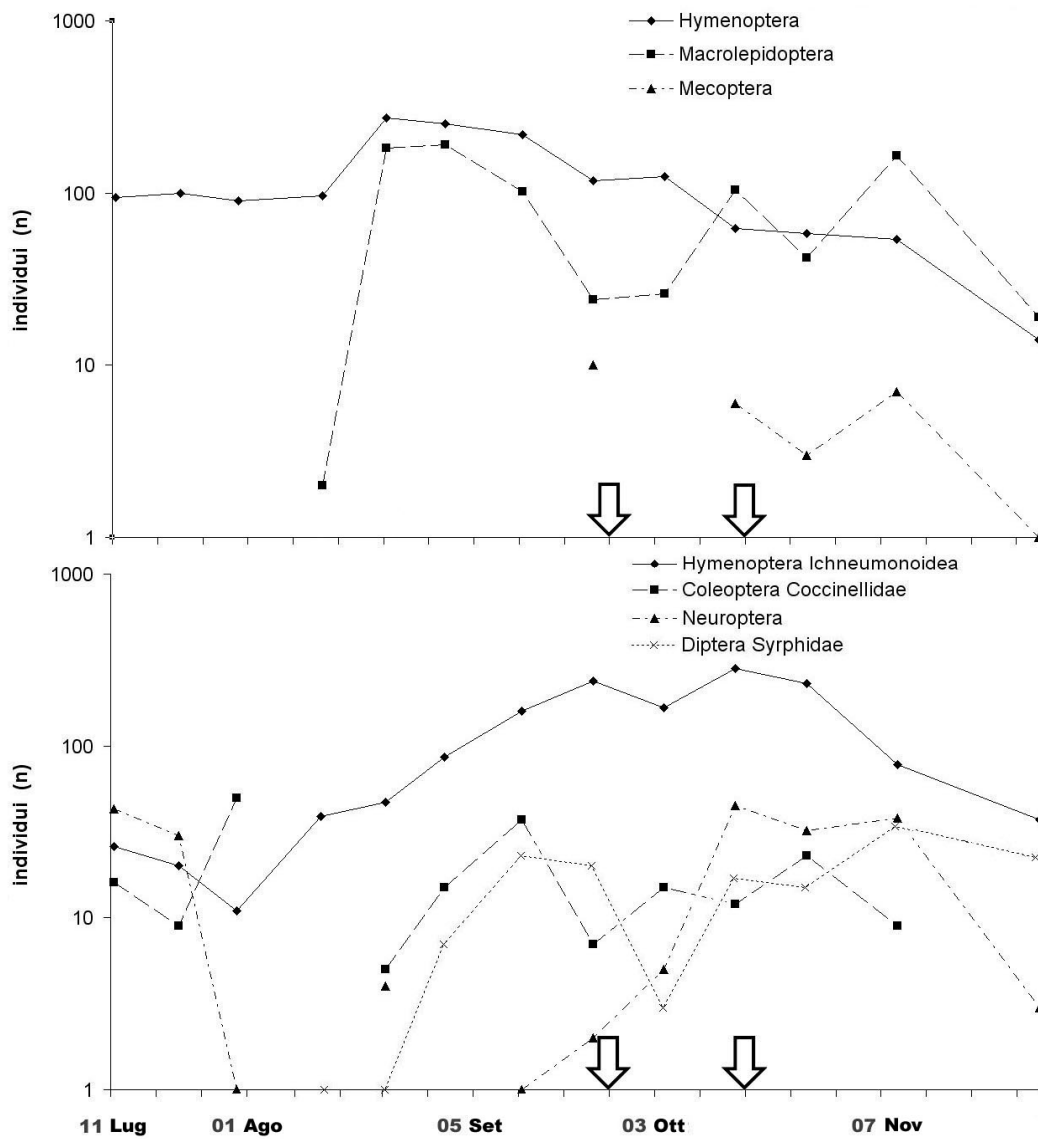 1000
Hymenoptera
Macrolepidoptera
Mecoptera
100
individui (n)
10
1
1000
Hymenoptera Ichneumonoidea
Coleoptera Coccinellidae
Neuroptera
Diptera Syrphidae
100
individui (n)
10
1
11 Lug 01 Ago 05 Set 03 Ott 07 Nov